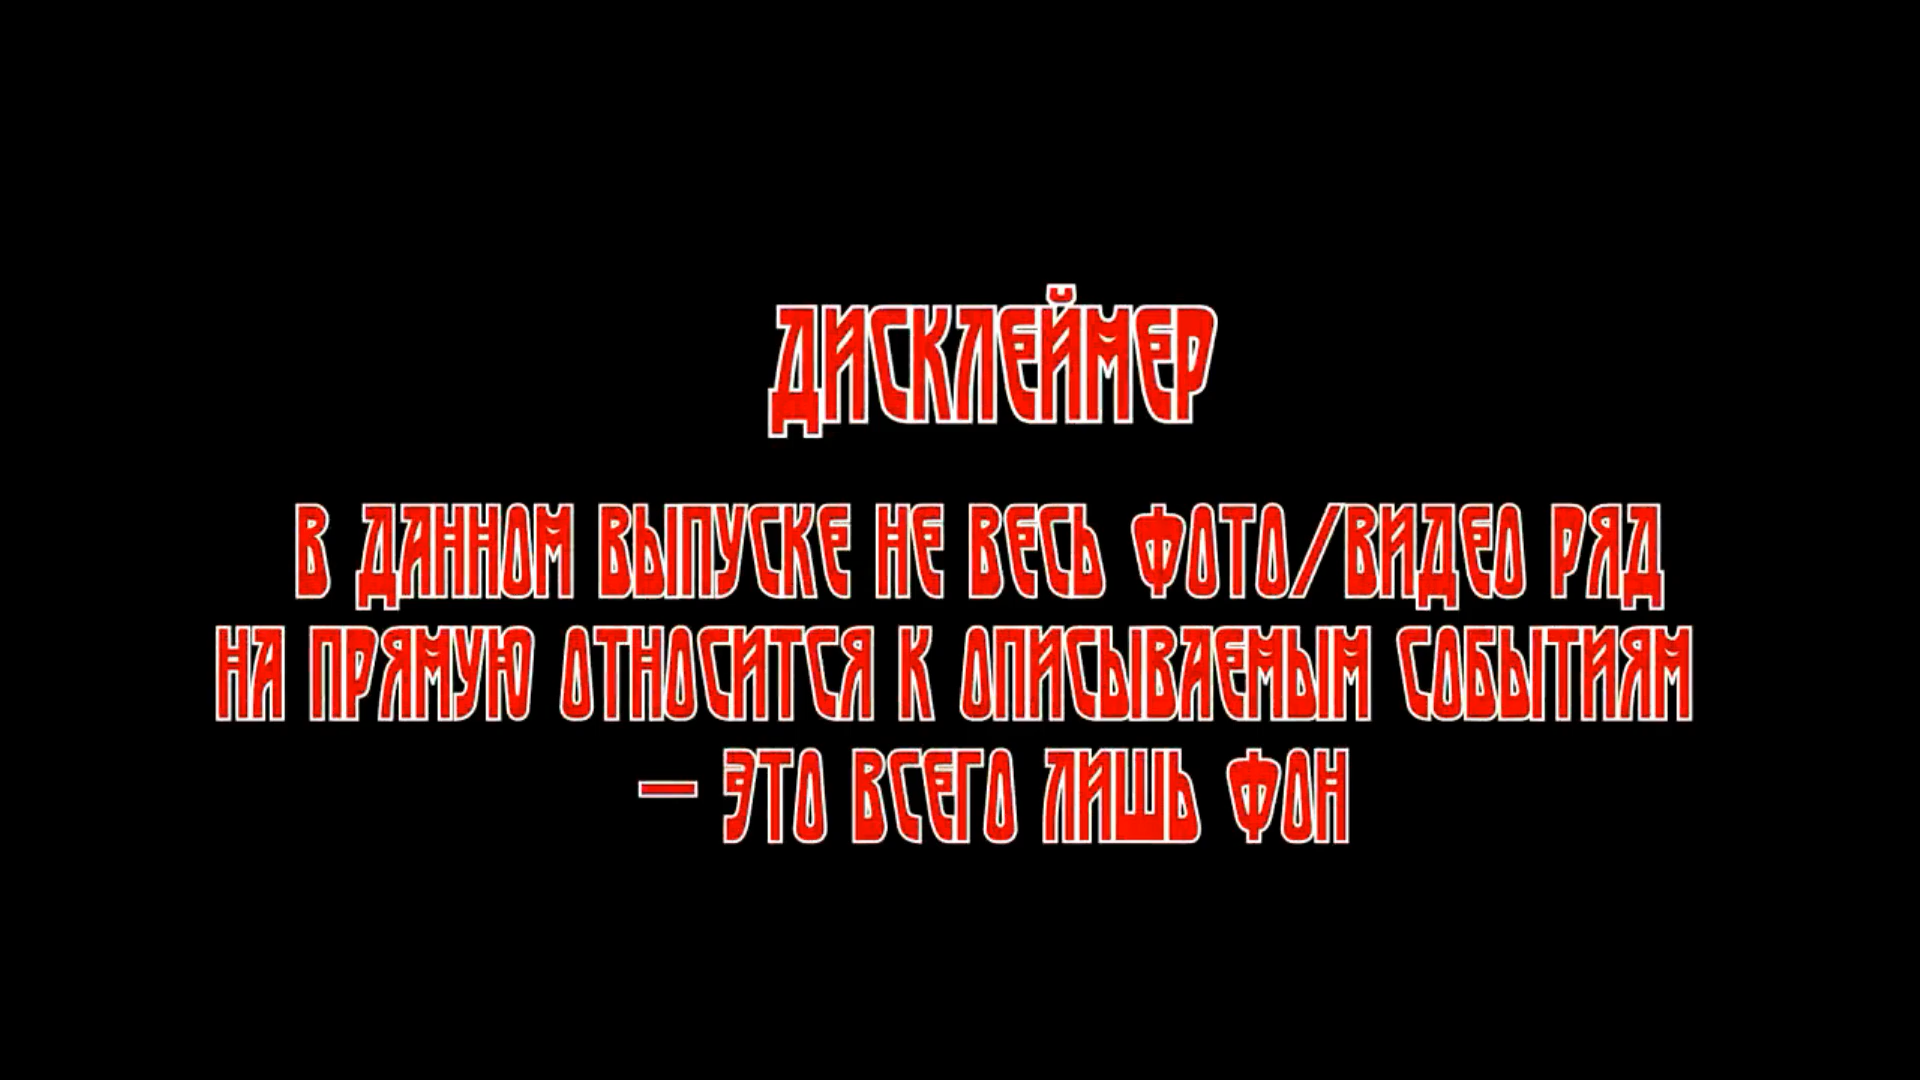 ДИСКЛЕЙМЕР
В ДАННОМ ВЫПУСКЕ НЕ ВЕСЬ ФОТО/ВИДЕО РЯД
НА ПРЯМУЮ ОТНОСИТСЯ К ОПИСЫВАЕМЫМ СОБЫТИЯМ
— ЭТО ВСЕГО ЛИШЬ ФОН